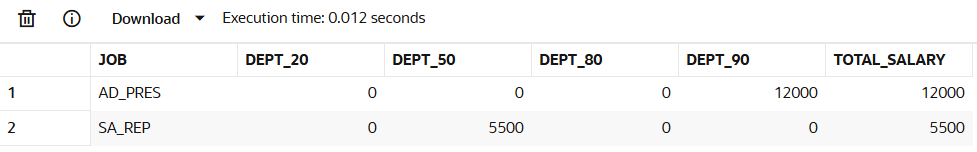 Download Execution time: 0.012 seconds
JOB DEPT_20 DEPT_50 DEPT_80 DEPT_90 TOTAL_SALARY
1 AD_PRES 0 0 0 12000 12000
2 SA_REP 0 5500 0 0 5500